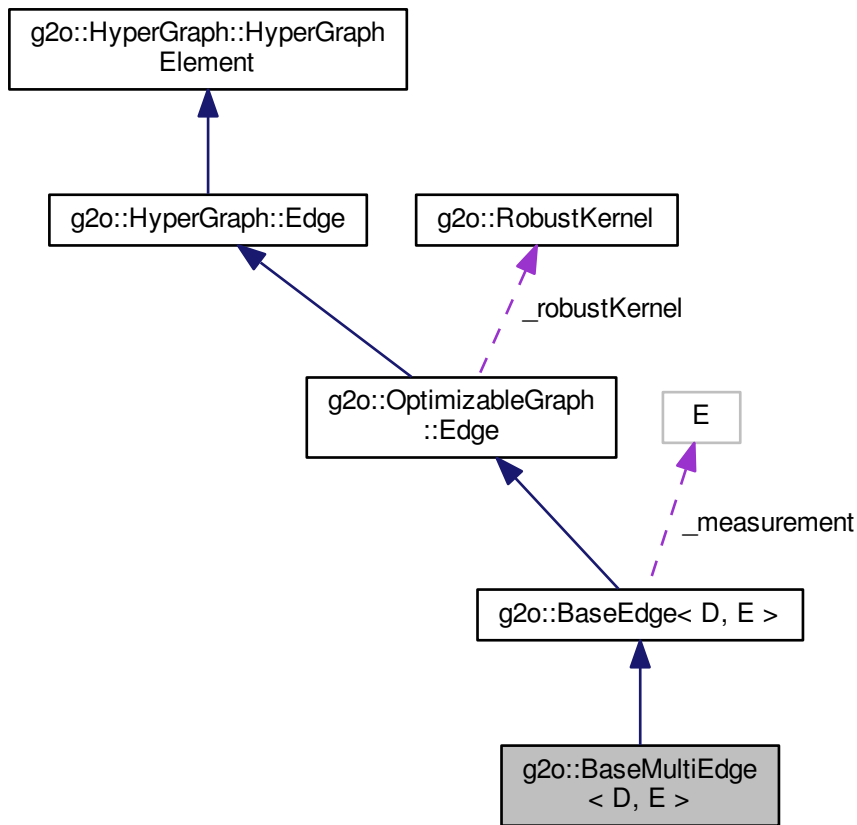 g2o::HyperGraph::HyperGraph
Element
g2o::HyperGraph::Edge
g2o::RobustKernel
_robustKernel
g2o::OptimizableGraph
::Edge
E
_measurement
g2o::BaseEdge< D, E >
g2o::BaseMultiEdge
< D, E >